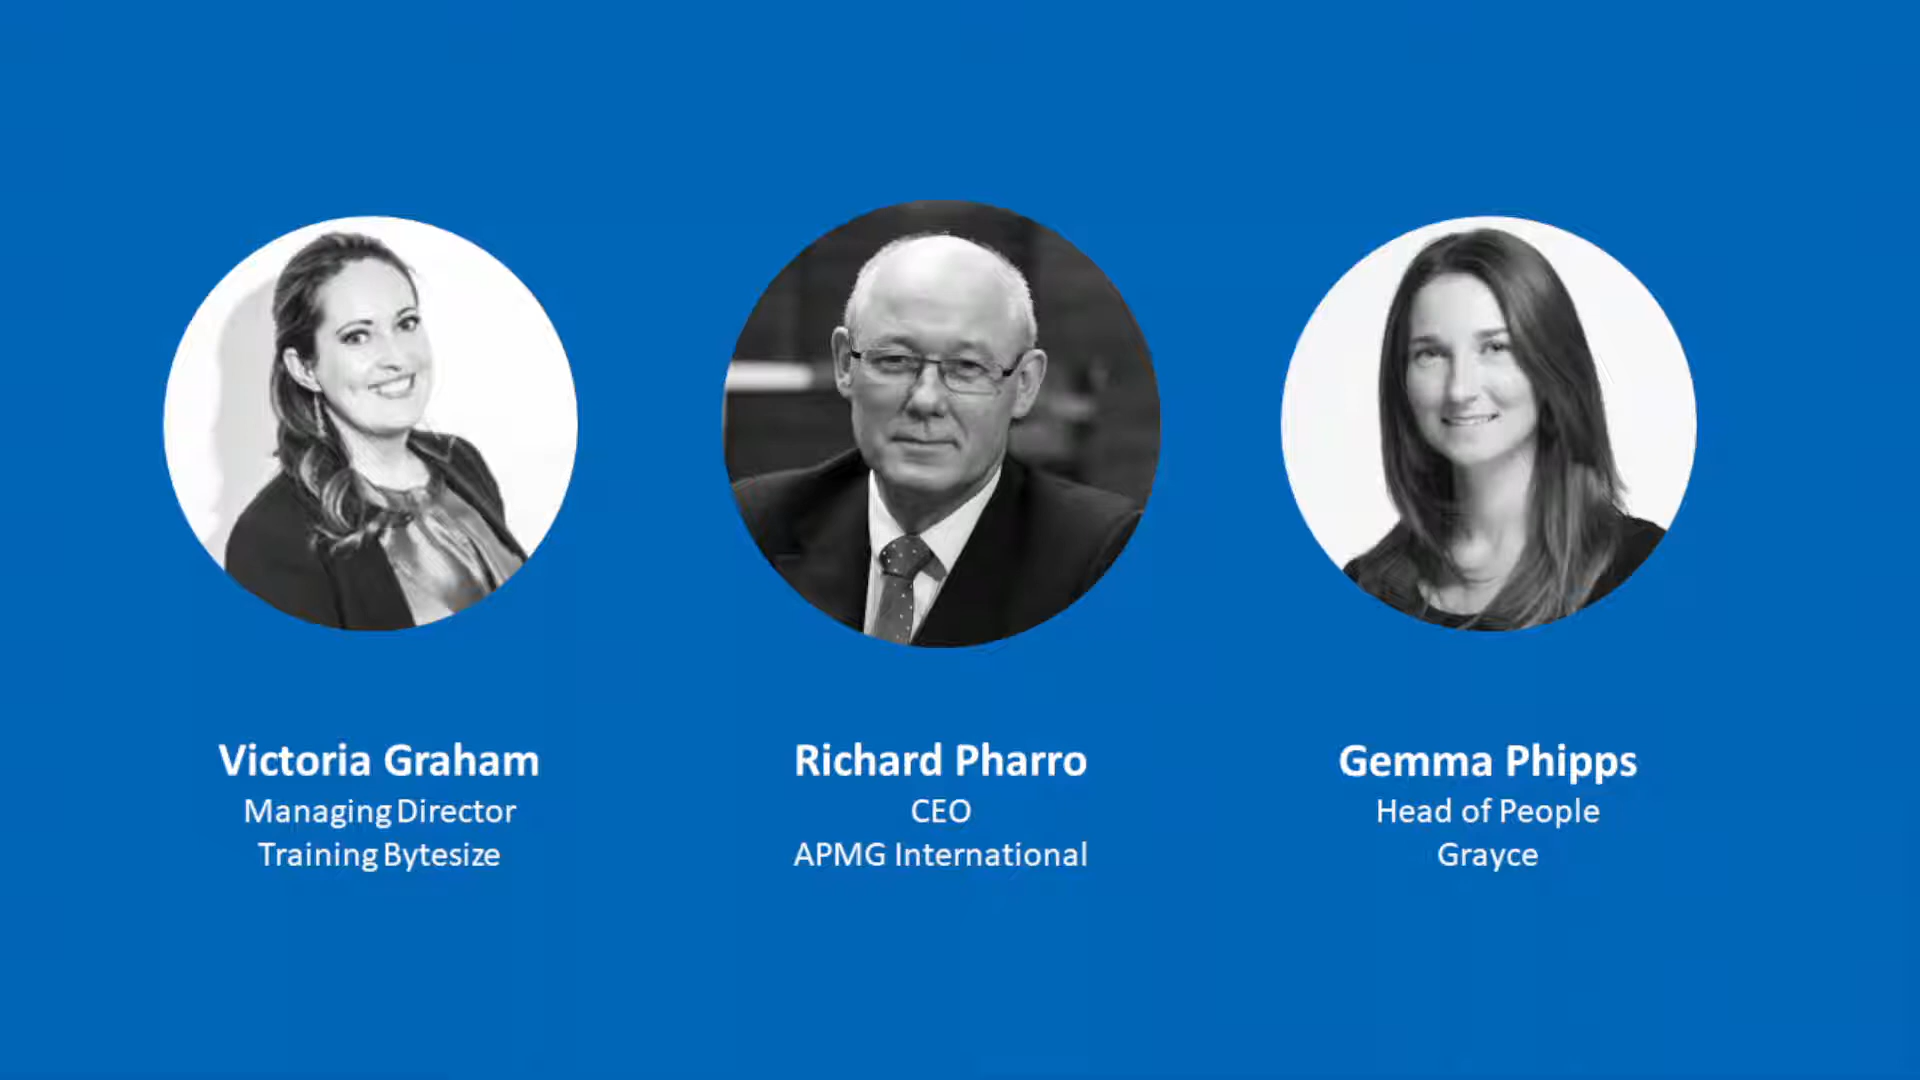 Victoria Graham
Managing Director
Training Bytesize
Richard Pharro
CEO
APMG International
Gemma Phipps
Head of People
Grayce